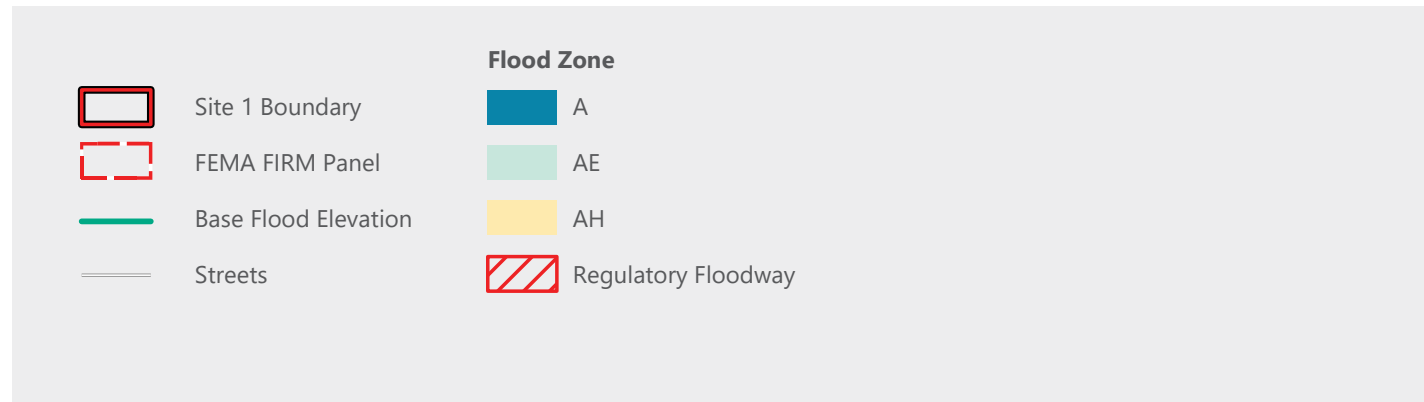 Flood Zone
Site 1 Boundary
FEMA FIRM Panel
Base Flood Elevation
Streets
A
AE
AH
Regulatory Floodway